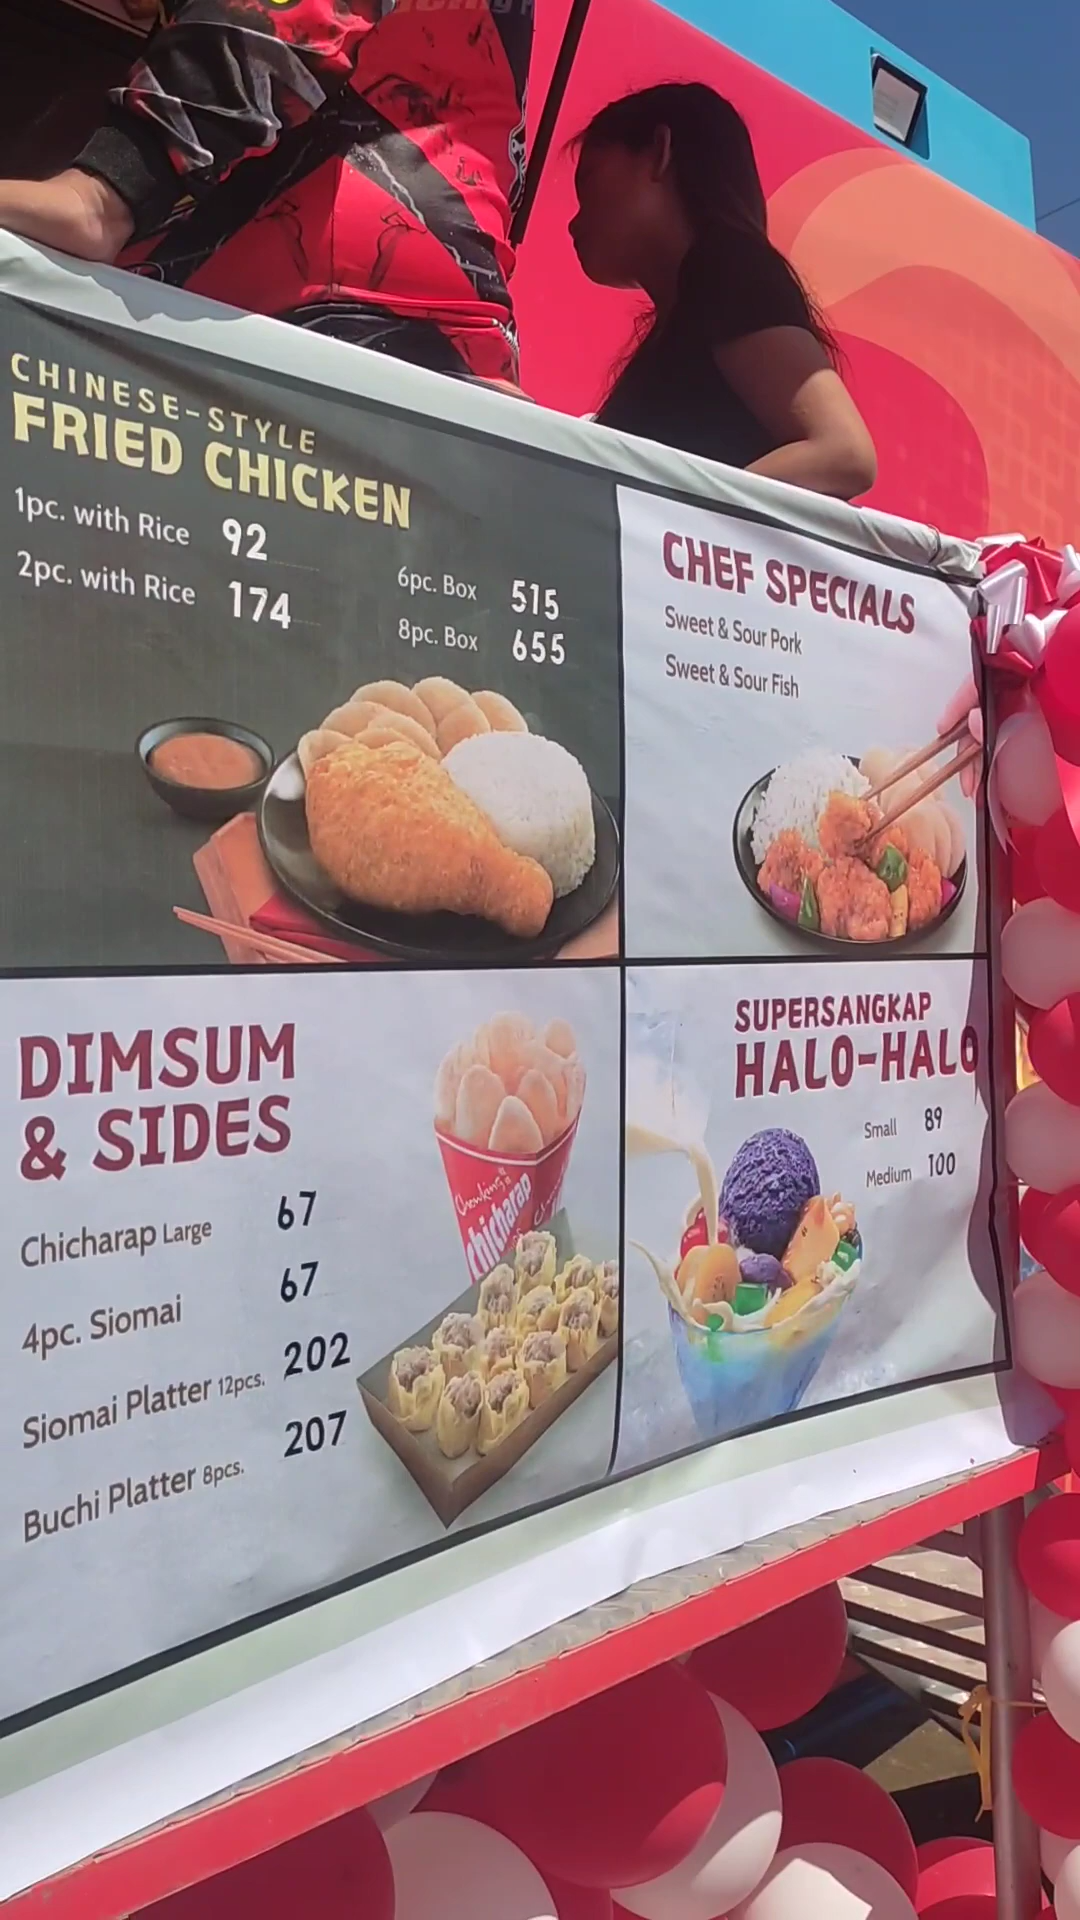 CHINESE-STYLE
FRIED CHICKEN
1pc. with Rice 92
2pc. with Rice 174
6pc. Box 515
8pc. Box 655
CHEF SPECIALS
Sweet & Sour Pork
Sweet & Sour Fish
DIMSUM
& SIDES
Chicharap Large 67
4pc. Siomai 67
Siomai Platter 12pcs. 202
Buchi Platter 8pcs. 207
Chowking
Chicharap
SUPERSANGKAP
HALO-HALO
Small 89
Medium 100